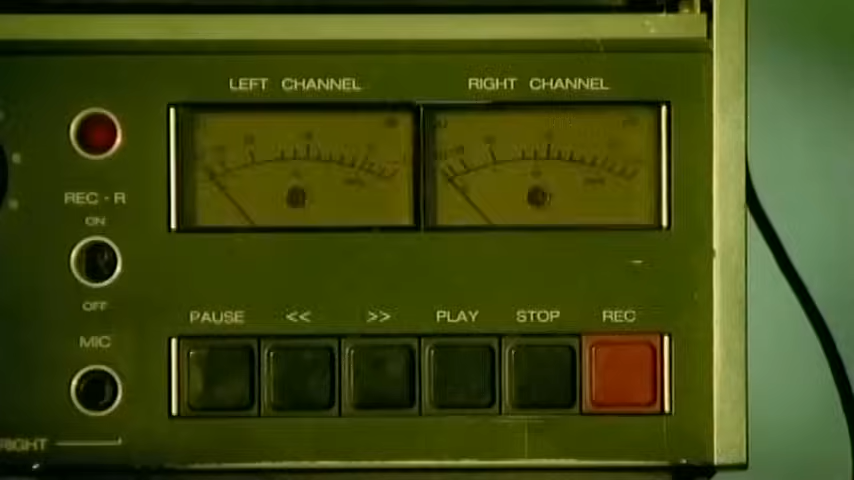 LEFT CHANNEL RIGHT CHANNEL
REC - R
ON
OFF
PAUSE << >> PLAY STOP REC
MIC
RIGHT